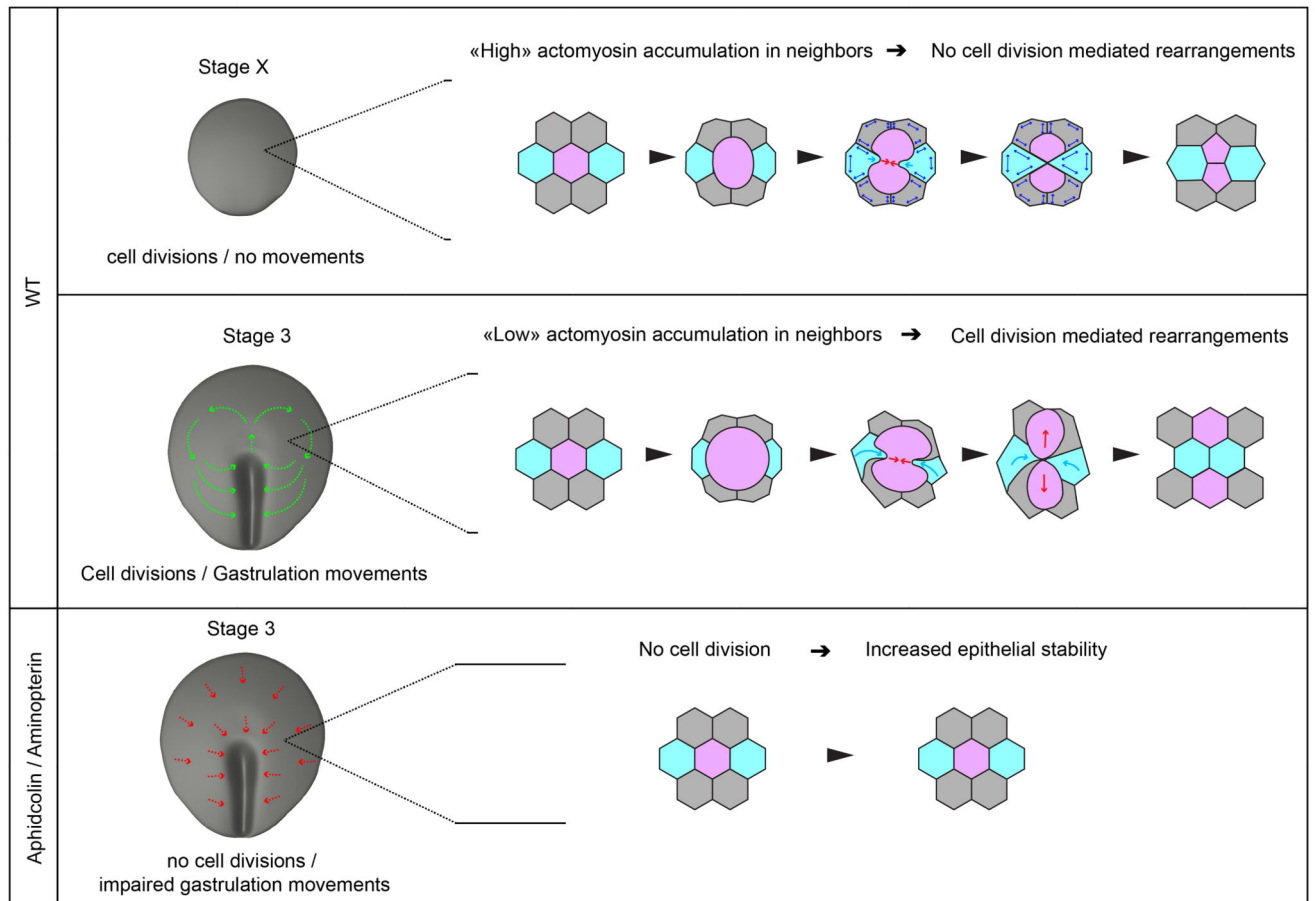 WT
Stage X
«High» actomyosin accumulation in neighbors ➔ No cell division mediated rearrangements
cell divisions / no movements
Stage 3
«Low» actomyosin accumulation in neighbors ➔ Cell division mediated rearrangements
Cell divisions / Gastrulation movements
Aphidcolin / Aminopterin
Stage 3
No cell division ➔ Increased epithelial stability
no cell divisions /
impaired gastrulation movements